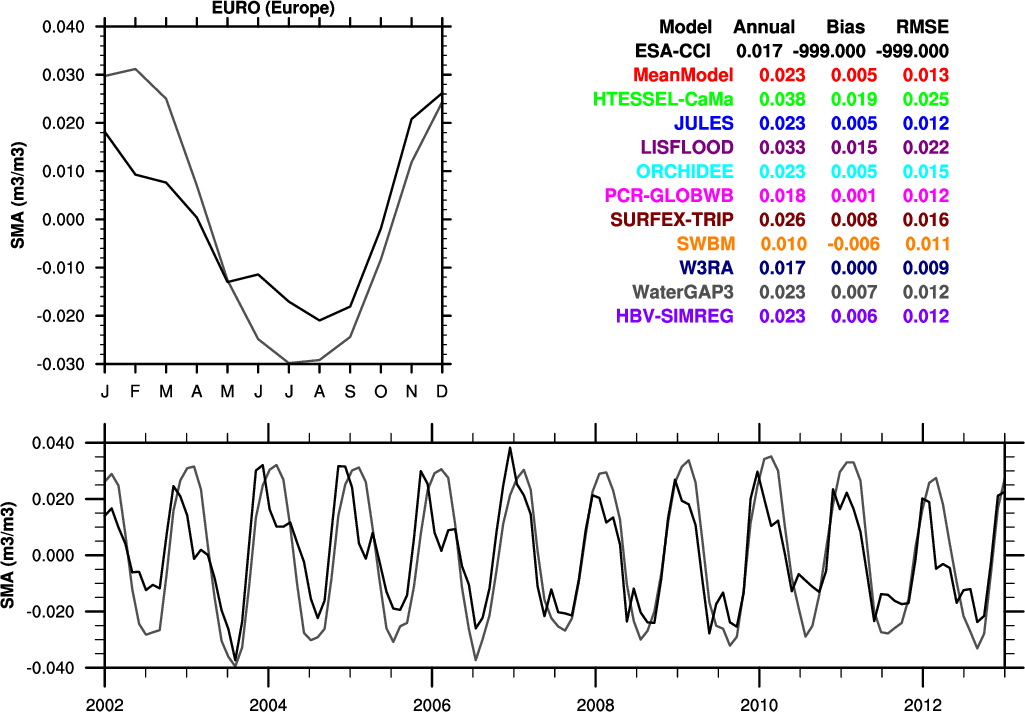 EURO (Europe)
0.040
0.030
0.020
0.010
0.000
-0.010
-0.020
-0.030
SMA (m3/m3)
J F M A M J J A S O N D
Model Annual Bias RMSE
ESA-CCI 0.017 -999.000 -999.000
MeanModel 0.023 0.005 0.013
HTESSEL-CaMa 0.038 0.019 0.025
JULES 0.023 0.005 0.012
LISFLOOD 0.033 0.015 0.022
ORCHIDEE 0.023 0.005 0.015
PCR-GLOBWB 0.018 0.001 0.012
SURFEX-TRIP 0.026 0.008 0.016
SWBM 0.010 -0.006 0.011
W3RA 0.017 0.000 0.009
WaterGAP3 0.023 0.007 0.012
HBV-SIMREG 0.023 0.006 0.012
0.040
0.020
0.000
-0.020
-0.040
SMA (m3/m3)
2002 2004 2006 2008 2010 2012